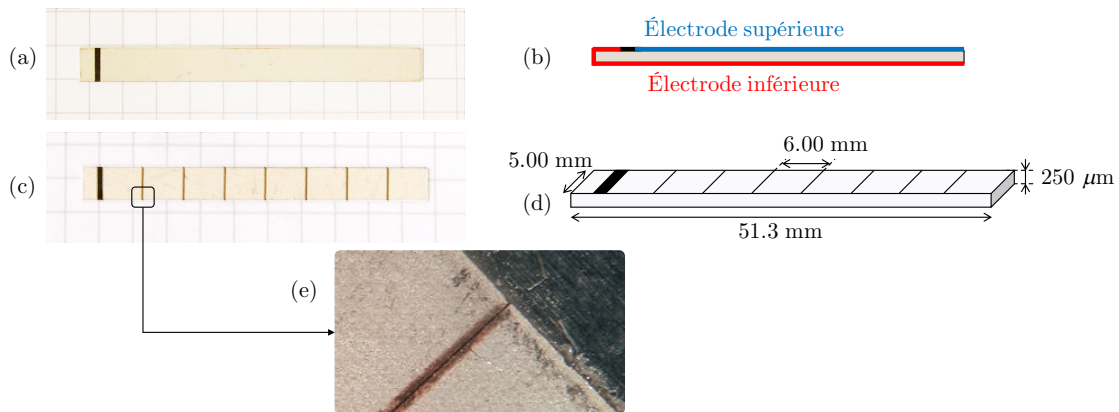 (a)
Électrode supérieure
(b)
Électrode inférieure
(c)
6.00 mm
5.00 mm
250 μm
(d)
51.3 mm
(e)